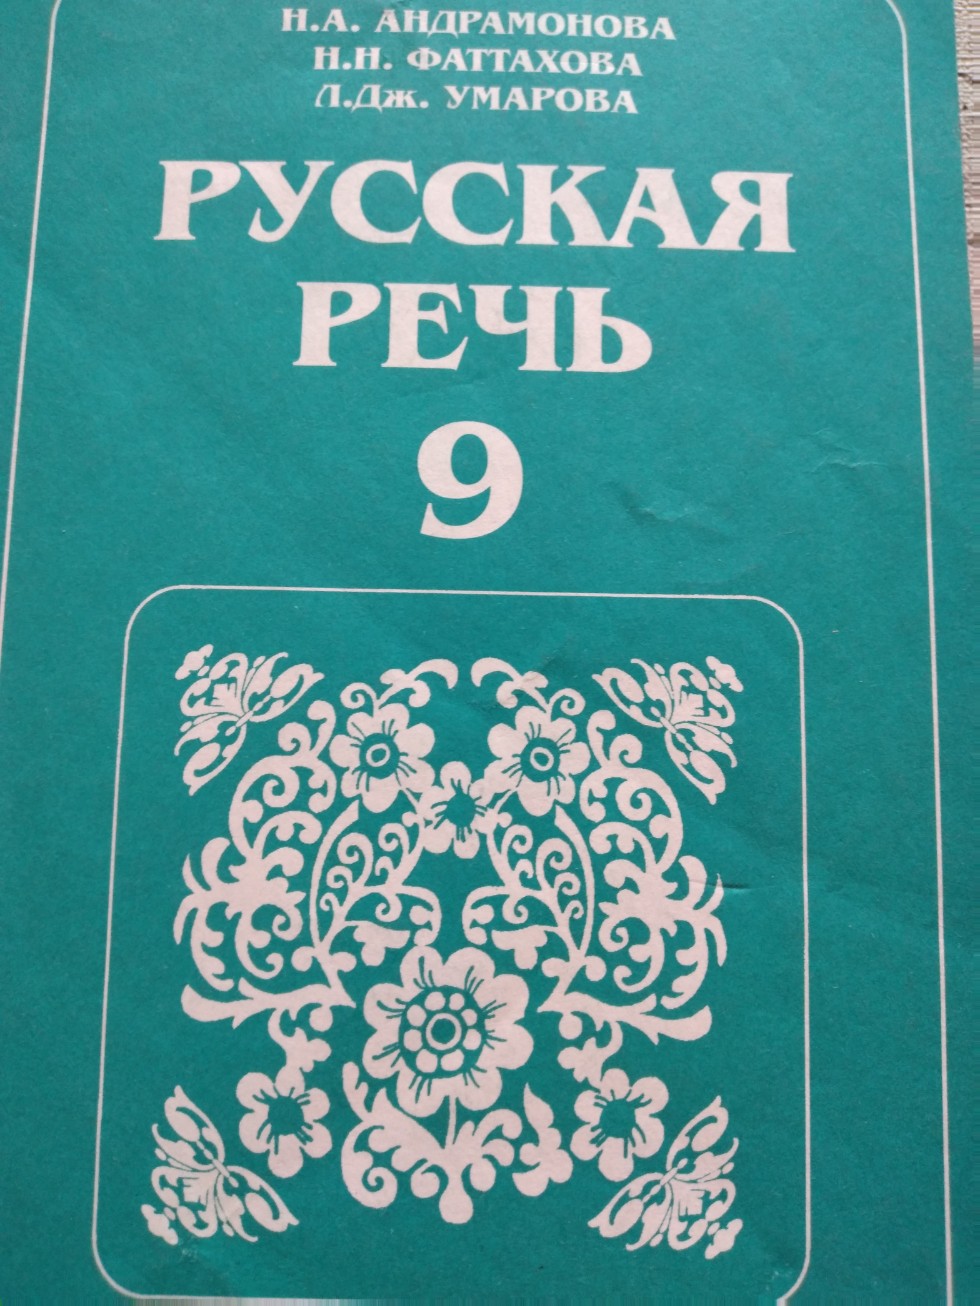 Н.А. АНДРАМОНОВА
Н.Н. ФАТТАХОВА
Л.Дж. УМАРОВА
РУССКАЯ
РЕЧЬ
9